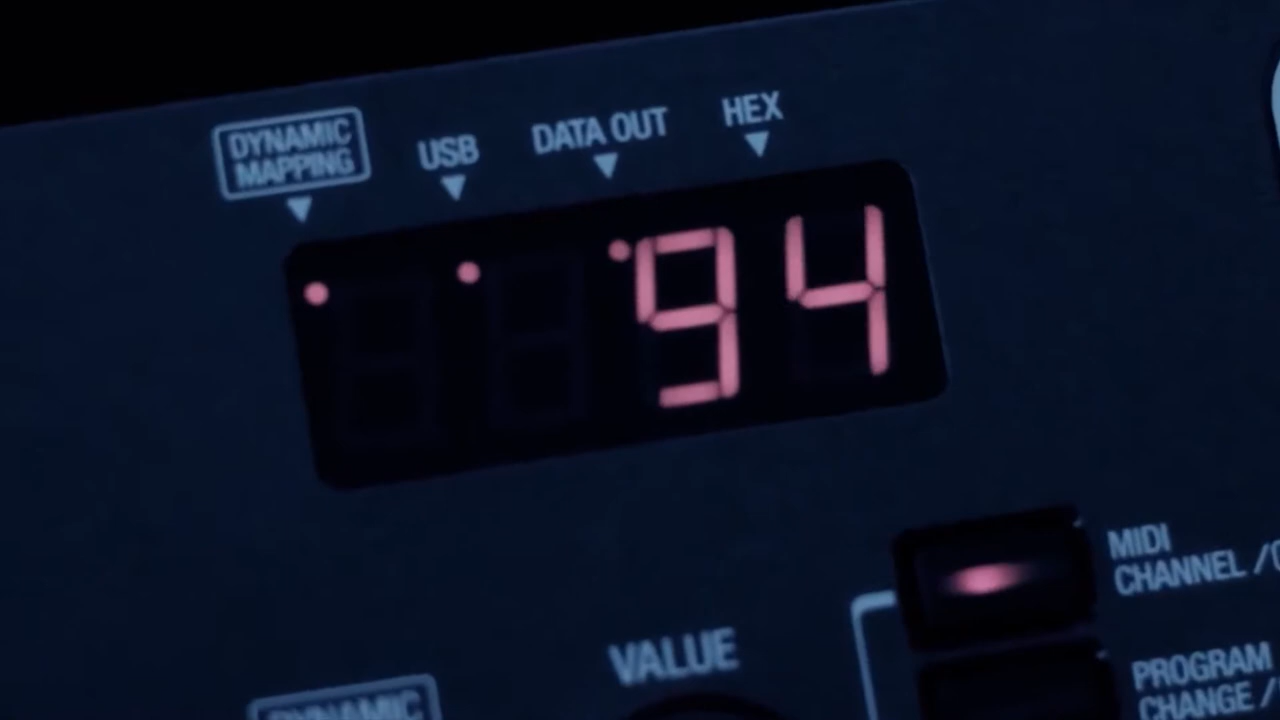 DYNAMIC
MAPPING
USB
DATA OUT
HEX
94
MIDI
CHANNEL /
VALUE
PROGRAM
CHANGE /
DYNAMIC